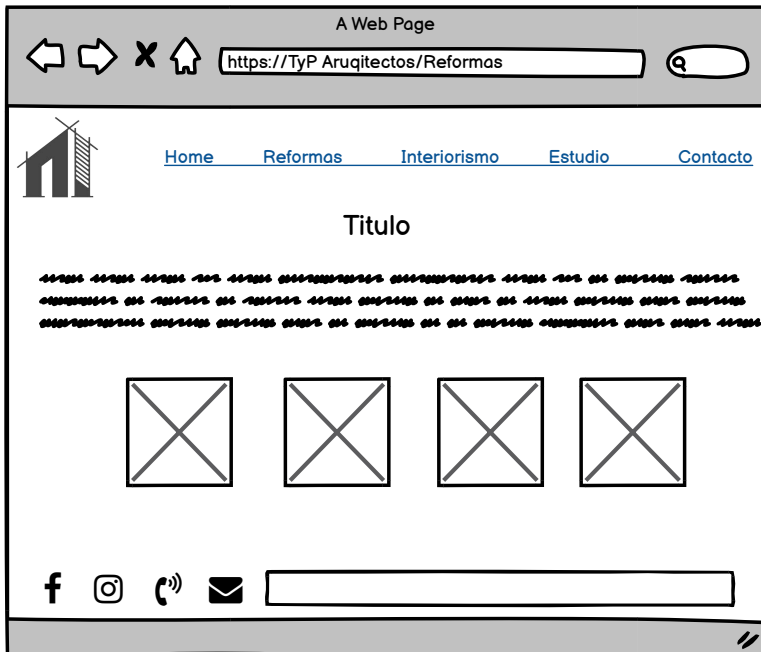 A Web Page
https://TyP Aruqitectos/Reformas
Home Reformas Interiorismo Estudio Contacto
Titulo